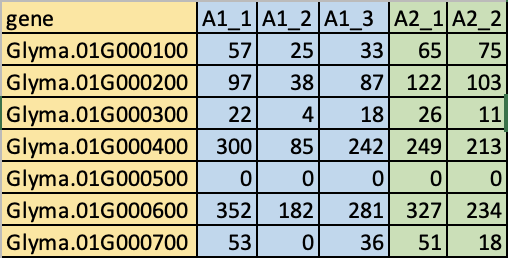 gene A1_1 A1_2 A1_3 A2_1 A2_2
Glyma.01G000100 57 25 33 65 75
Glyma.01G000200 97 38 87 122 103
Glyma.01G000300 22 4 18 26 11
Glyma.01G000400 300 85 242 249 213
Glyma.01G000500 0 0 0 0 0
Glyma.01G000600 352 182 281 327 234
Glyma.01G000700 53 0 36 51 18